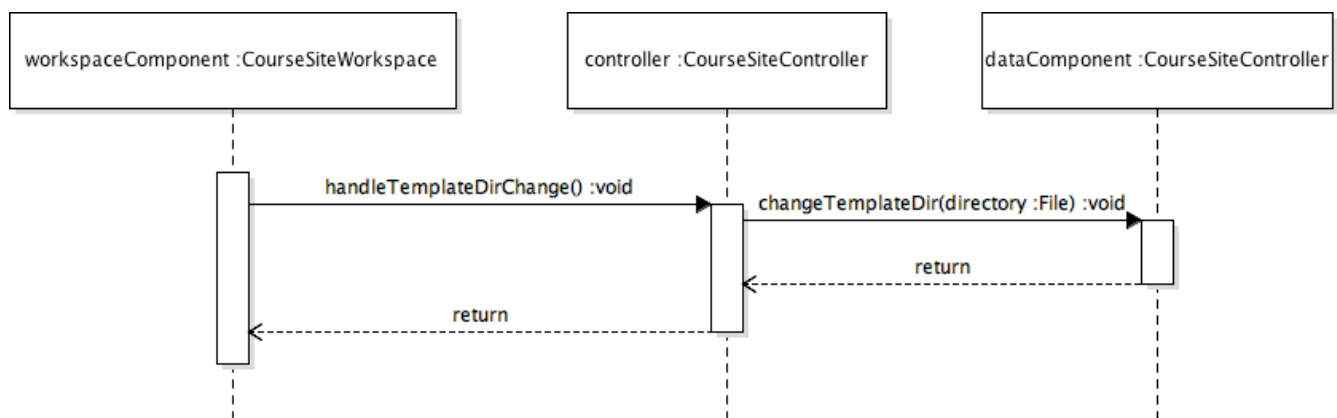 workspaceComponent :CourseSiteWorkspace
controller :CourseSiteController
dataComponent :CourseSiteController
handleTemplateDirChange() :void
changeTemplateDir(directory :File) :void
return
return